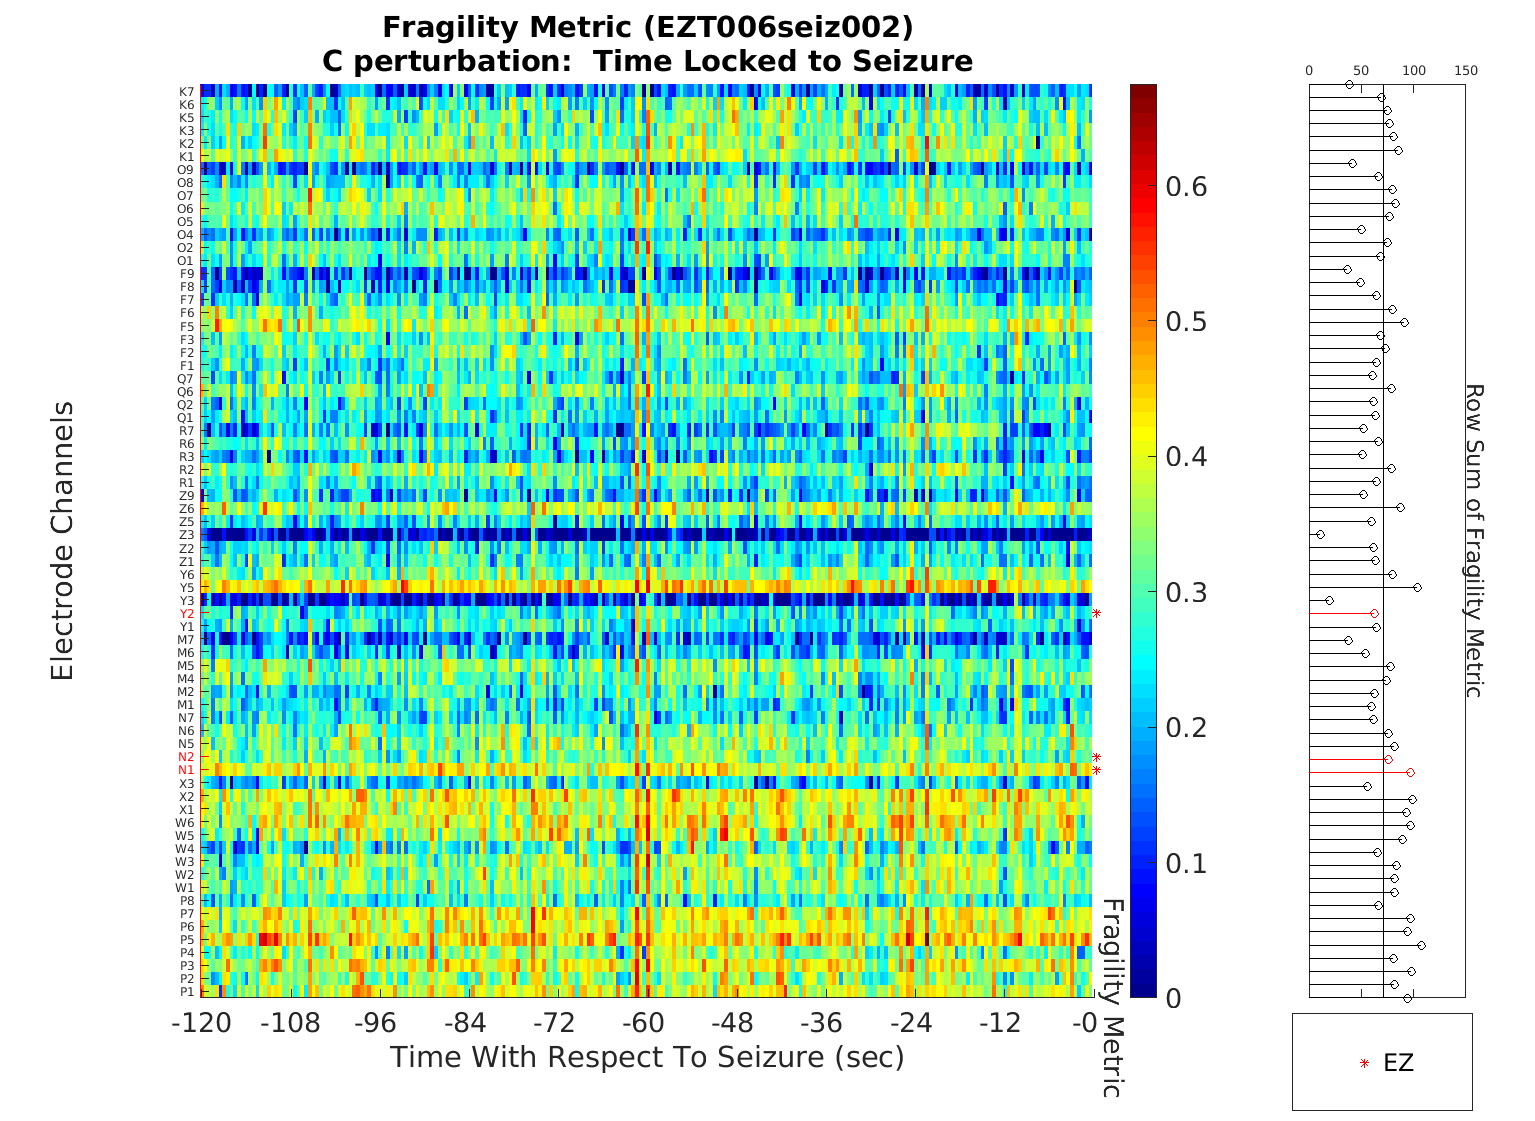 Fragility Metric (EZT006seiz002)
C perturbation:  Time Locked to Seizure
Electrode Channels
K7
K6
K5
K3
K2
K1
O9
O8
O7
O6
O5
O4
O2
O1
F9
F8
F7
F6
F5
F3
F2
F1
Q7
Q6
Q2
Q1
R7
R6
R3
R2
R1
Z9
Z6
Z5
Z3
Z2
Z1
Y6
Y5
Y3
Y2
Y1
M7
M6
M5
M4
M2
M1
N7
N6
N5
N2
N1
X3
X2
X1
W6
W5
W4
W3
W2
W1
P8
P7
P6
P5
P4
P3
P2
P1
-120 -108 -96 -84 -72 -60 -48 -36 -24 -12 -0
Time With Respect To Seizure (sec)
0.6
0.5
0.4
0.3
0.2
0.1
0
Fragility Metric
0 50 100 150
Row Sum of Fragility Metric
EZ